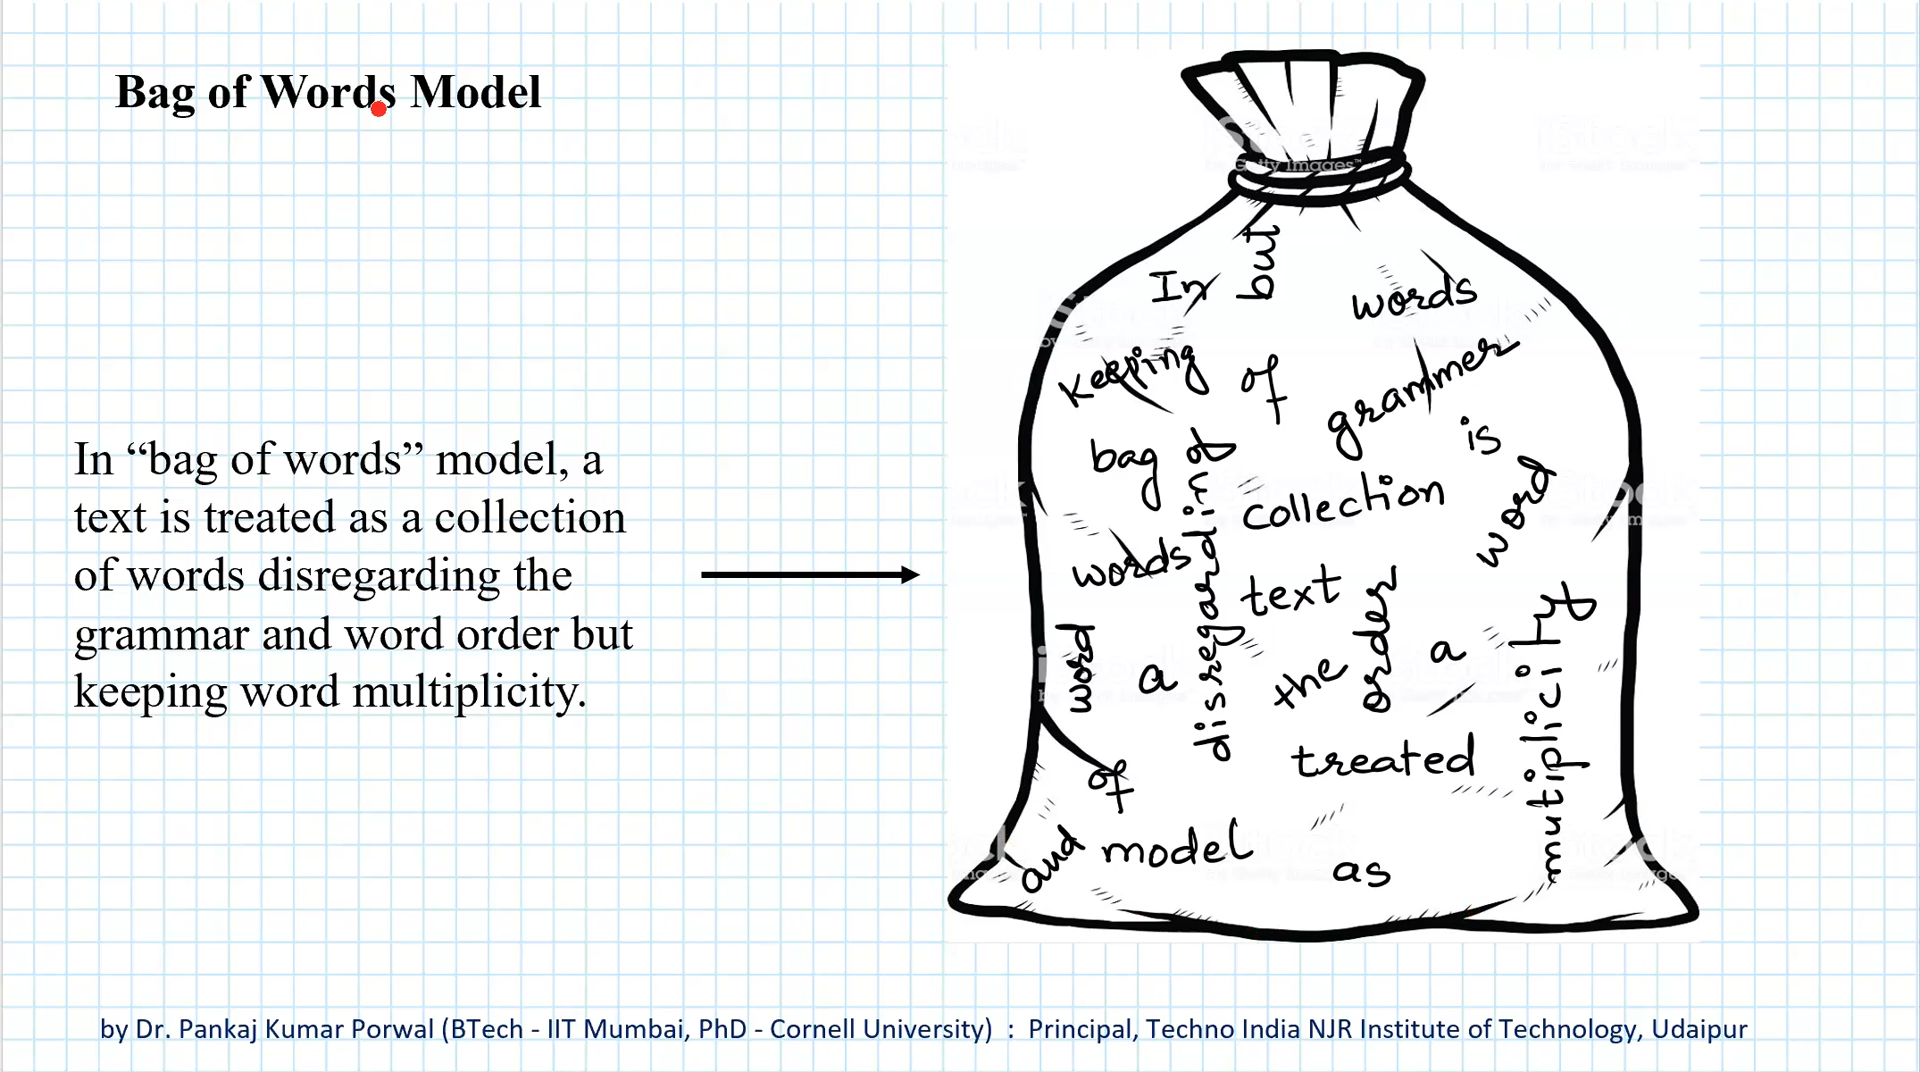 Bag of Words Model
In “bag of words” model, a
text is treated as a collection
of words disregarding the
grammar and word order but
keeping word multiplicity.
but
In
words
keeping
of
grammer
is
bag
disregarding
collection
word
words
text
order
word
a
the
a
mutiplicity
treated
of
and
model
as
Getty Images™
by Dr. Pankaj Kumar Porwal (BTech - IIT Mumbai, PhD - Cornell University) : Principal, Techno India NJR Institute of Technology, Udaipur